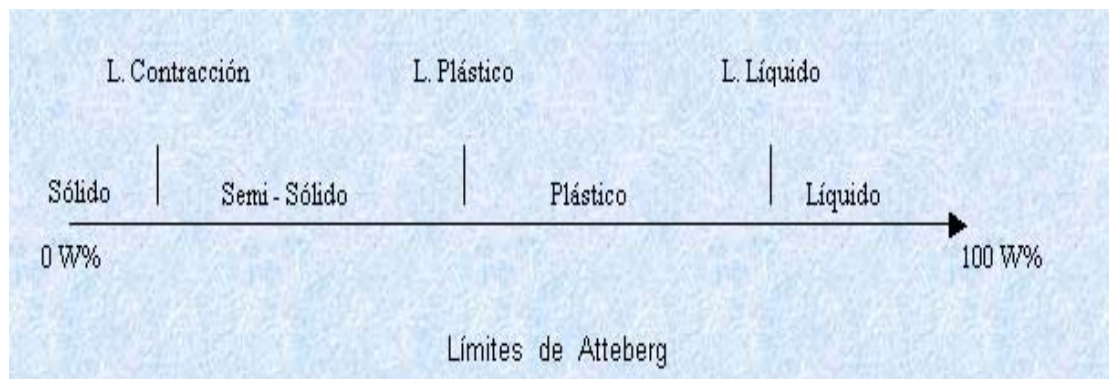 L. Contracción L. Plástico L. Líquido
Sólido Semi - Sólido Plástico Líquido
0 W% 100 W%
Límites de Atteberg